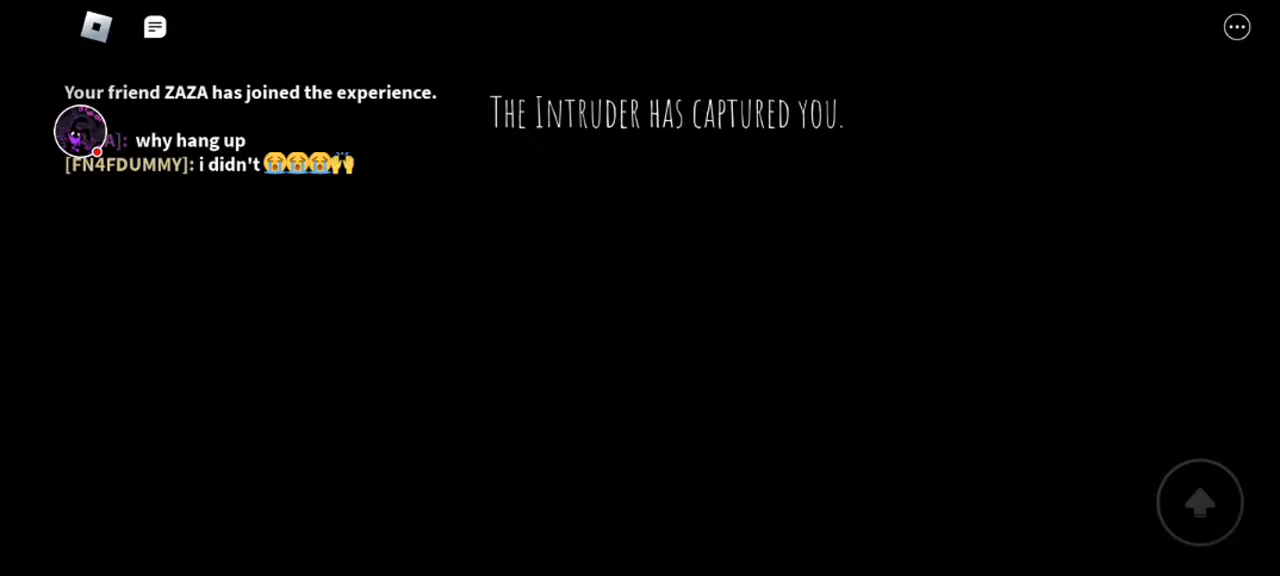 Your friend ZAZA has joined the experience.
THE INTRUDER HAS CAPTURED YOU.
A]: why hang up
[FN4FDUMMY]: i didn't 😭😭😭🙌